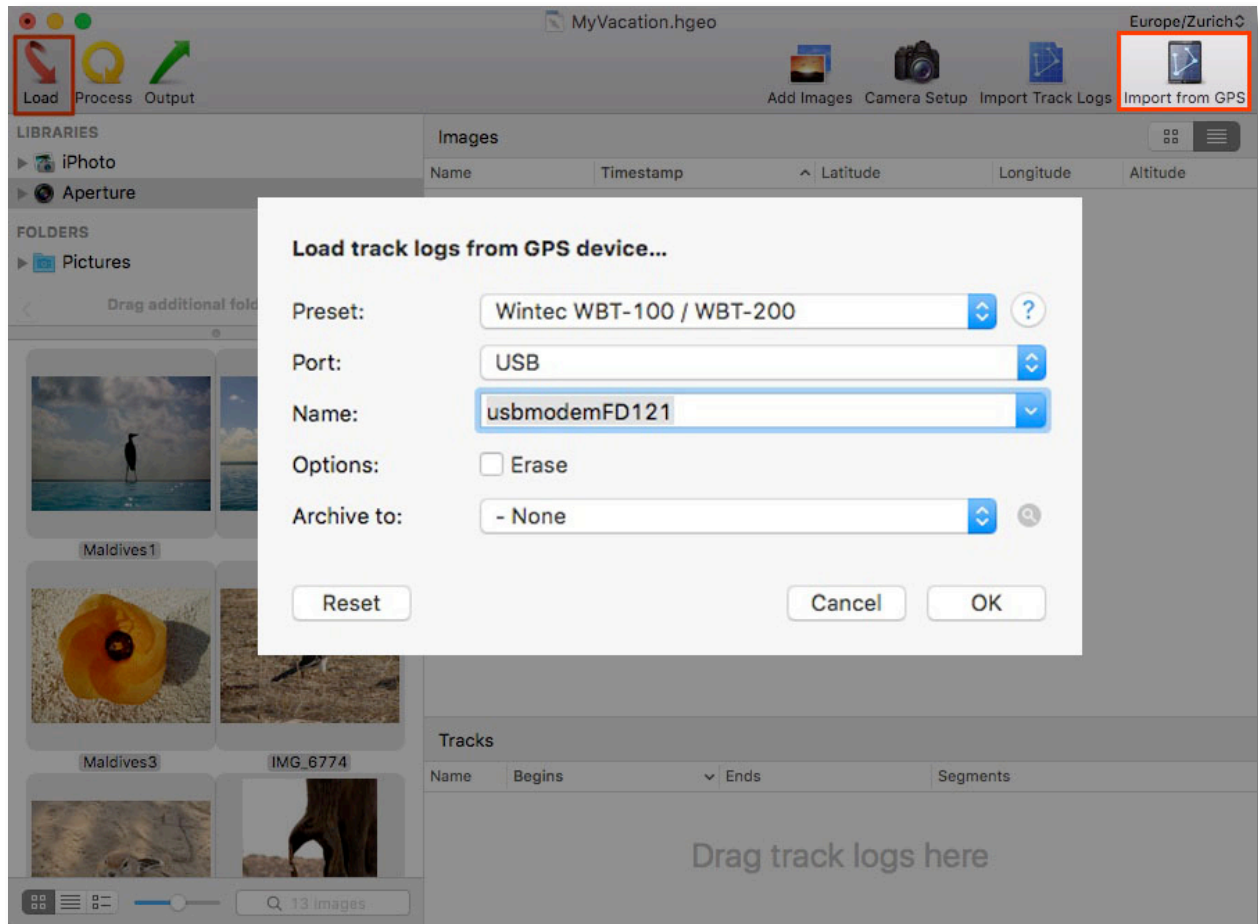 MyVacation.hgeo
Europe/Zurich
Load Process Output
Add Images Camera Setup Import Track Logs Import from GPS
LIBRARIES
iPhoto
Aperture
FOLDERS
Pictures
Drag additional fold
Images
Name Timestamp Latitude Longitude Altitude
Load track logs from GPS device...
Preset: Wintec WBT-100 / WBT-200 ?
Port: USB
Name: usbmodemFD121
Options: Erase
Archive to: - None
Reset Cancel OK
Maldives1
Maldives3 IMG_6774
Tracks
Name Begins Ends Segments
Drag track logs here
13 images